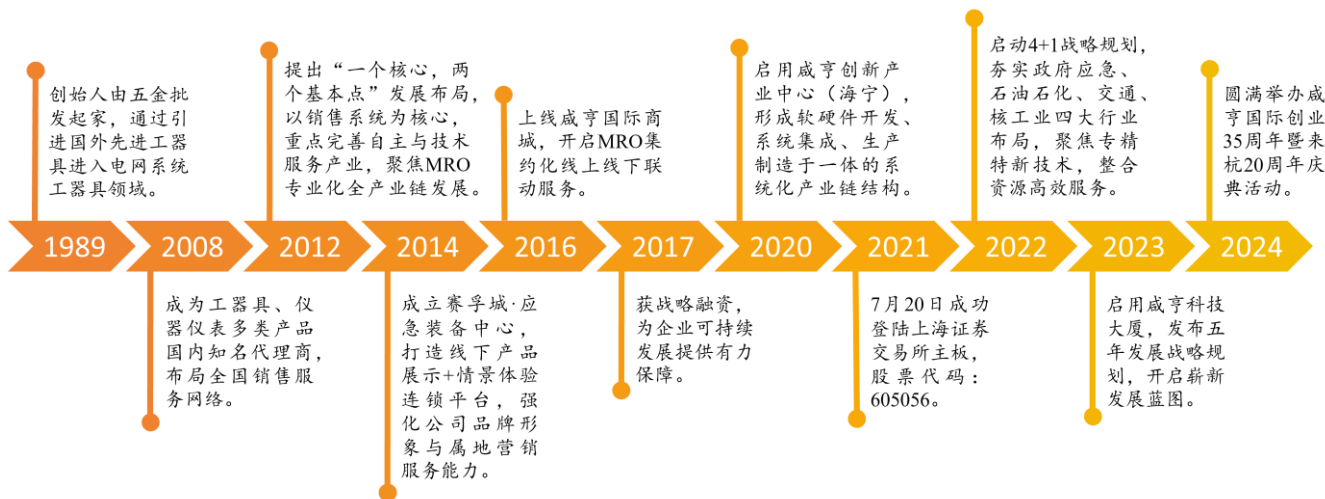 创始人由五金批
发起家，通过引
进国外先进工器
具进入电网系统
工器具领域。
提出“一个核心，两
个基本点”发展布局，
以销售系统为核心，
重点完善自主与技术
服务产业，聚焦MRO
专业化全产业链发展。
上线咸亨国际商
城，开启MRO集
约化线上线下联
动服务。
启用咸亨创新产
业中心（海宁），
形成软硬件开发、
系统集成、生产
制造于一体的系
统化产业链结构。
启动4+1战略规划，
夯实政府应急、
石油石化、交通、
核工业四大行业
布局，聚焦专精
特新技术，整合
资源高效服务。
圆满举办咸
亨国际创业
35周年暨来
杭20周年庆
典活动。
1989
2008
2012
2014
2016
2017
2020
2021
2022
2023
2024
成为工器具、仪
器仪表多类产品
国内知名代理商，
布局全国销售服
务网络。
成立赛孚城·应
急装备中心，
打造线下产品
展示+情景体验
连锁平台，强
化公司品牌形
象与属地营销
服务能力。
获战略融资，
为企业可持续
发展提供有力
保障。
7月20日成功
登陆上海证券
交易所主板，
股票代码：
605056。
启用咸亨科技
大厦，发布五
年发展战略规
划，开启崭新
发展蓝图。